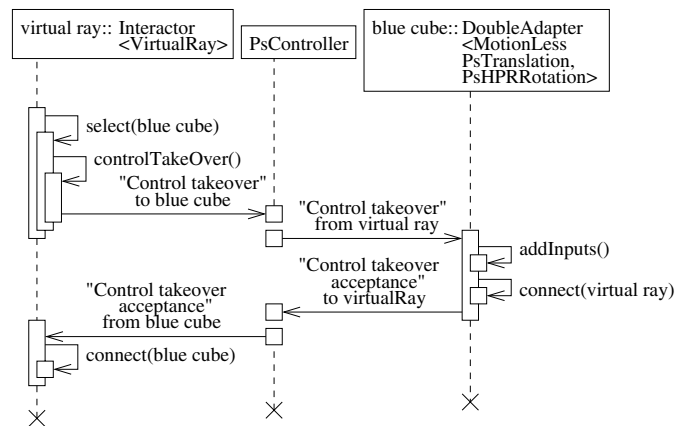 virtual ray:: Interactor
<VirtualRay>
PsController
blue cube:: DoubleAdapter
<MotionLess
PsTranslation,
PsHPRRotation>
select(blue cube)
controlTakeOver()
"Control takeover"
to blue cube
"Control takeover"
from virtual ray
addInputs()
"Control takeover
acceptance"
to virtualRay
connect(virtual ray)
"Control takeover
acceptance"
from blue cube
connect(blue cube)